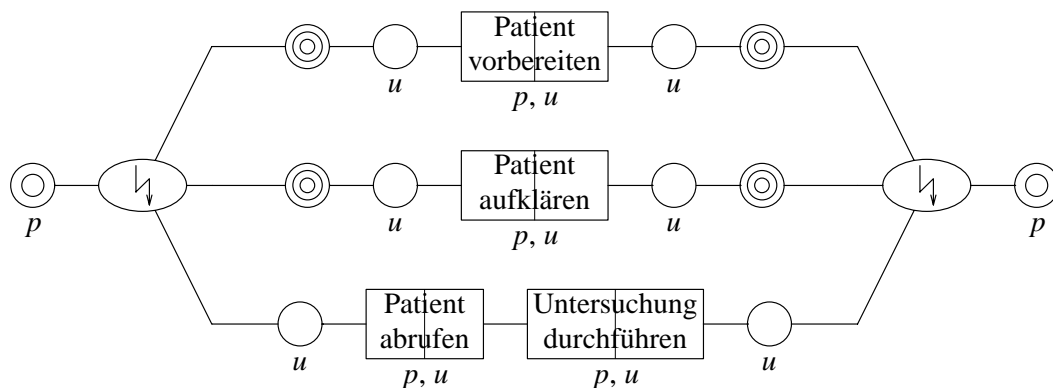 Patient
vorbereiten
u
p, u
u
Patient
aufklären
p
u
p, u
u
p
Patient
abrufen
Untersuchung
durchführen
u
p, u
p, u
u